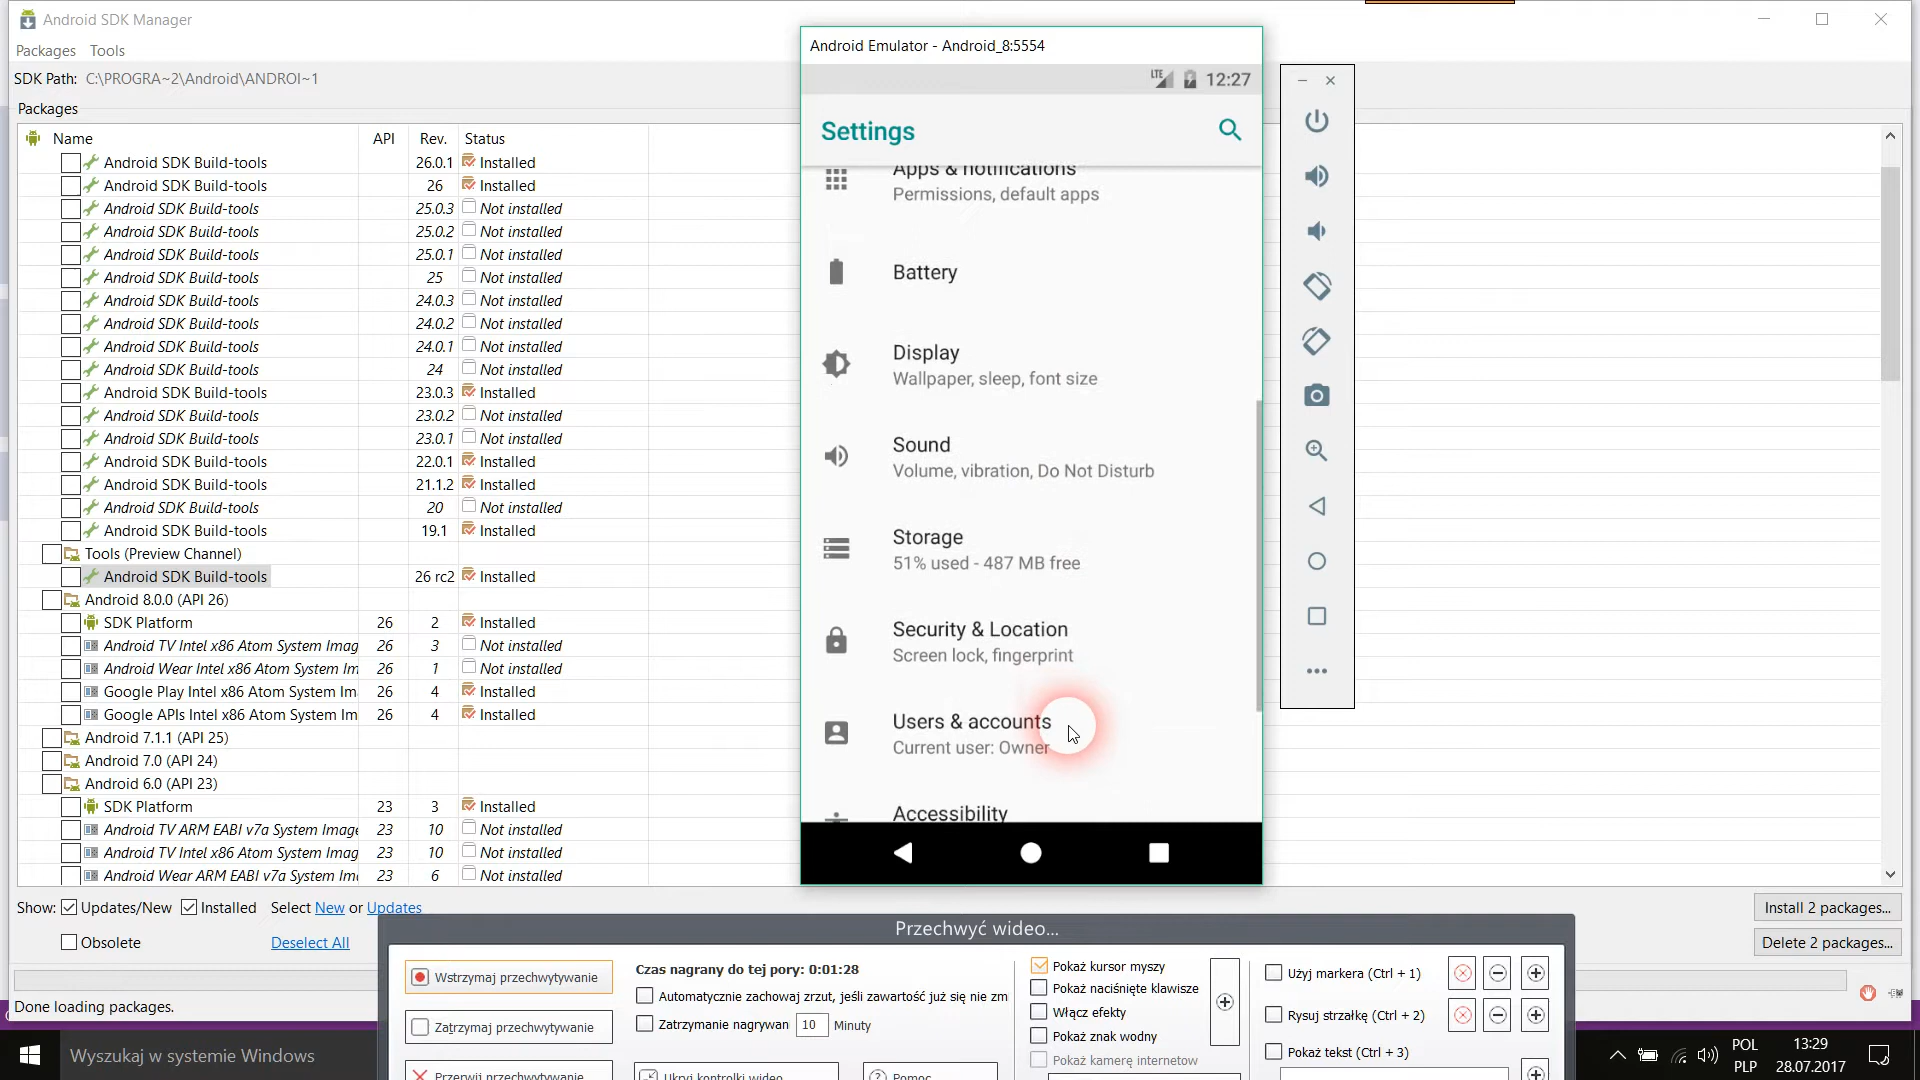 Android SDK Manager
Packages Tools
SDK Path: C:\PROGRA~2\Android\ANDROI~1
Packages
Name API Rev. Status
Android SDK Build-tools 26.0.1 Installed
Android SDK Build-tools 26 Installed
Android SDK Build-tools 25.0.3 Not installed
Android SDK Build-tools 25.0.2 Not installed
Android SDK Build-tools 25.0.1 Not installed
Android SDK Build-tools 25 Not installed
Android SDK Build-tools 24.0.3 Not installed
Android SDK Build-tools 24.0.2 Not installed
Android SDK Build-tools 24.0.1 Not installed
Android SDK Build-tools 24 Not installed
Android SDK Build-tools 23.0.3 Installed
Android SDK Build-tools 23.0.2 Not installed
Android SDK Build-tools 23.0.1 Not installed
Android SDK Build-tools 22.0.1 Installed
Android SDK Build-tools 21.1.2 Installed
Android SDK Build-tools 20 Not installed
Android SDK Build-tools 19.1 Installed
Tools (Preview Channel)
Android SDK Build-tools 26 rc2 Installed
Android 8.0.0 (API 26)
SDK Platform 26 2 Installed
Android TV Intel x86 Atom System Imag 26 3 Not installed
Android Wear Intel x86 Atom System Im 26 1 Not installed
Google Play Intel x86 Atom System Im 26 4 Installed
Google APIs Intel x86 Atom System Im 26 4 Installed
Android 7.1.1 (API 25)
Android 7.0 (API 24)
Android 6.0 (API 23)
SDK Platform 23 3 Installed
Android TV ARM EABI v7a System Image 23 10 Not installed
Android TV Intel x86 Atom System Imag 23 10 Not installed
Android Wear ARM EABI v7a System Im 23 6 Not installed
Show: Updates/New Installed Select New or Updates
Obsolete Deselect All
Install 2 packages...
Delete 2 packages...
Done loading packages.
Android Emulator - Android_8:5554
LTE 12:27
Settings
Apps & notifications
Permissions, default apps
Battery
Display
Wallpaper, sleep, font size
Sound
Volume, vibration, Do Not Disturb
Storage
51% used - 487 MB free
Security & Location
Screen lock, fingerprint
Users & accounts
Current user: Owner
Accessibility
Przechwyć wideo...
Wstrzymaj przechwytywanie
Zatrzymaj przechwytywanie
Przerwij przechwytywanie
Czas nagrany do tej pory: 0:01:28
Automatycznie zachowaj zrzut, jeśli zawartość już się nie zm
Zatrzymanie nagrywan 10 Minuty
Ukryj kontrolki wideo Pomoc
Pokaż kursor myszy
Pokaż naciśnięte klawisze
Włącz efekty
Pokaż znak wodny
Pokaż kamerę internetow
Użyj markera (Ctrl + 1)
Rysuj strzałkę (Ctrl + 2)
Pokaż tekst (Ctrl + 3)
Wyszukaj w systemie Windows
POL
PLP
13:29
28.07.2017